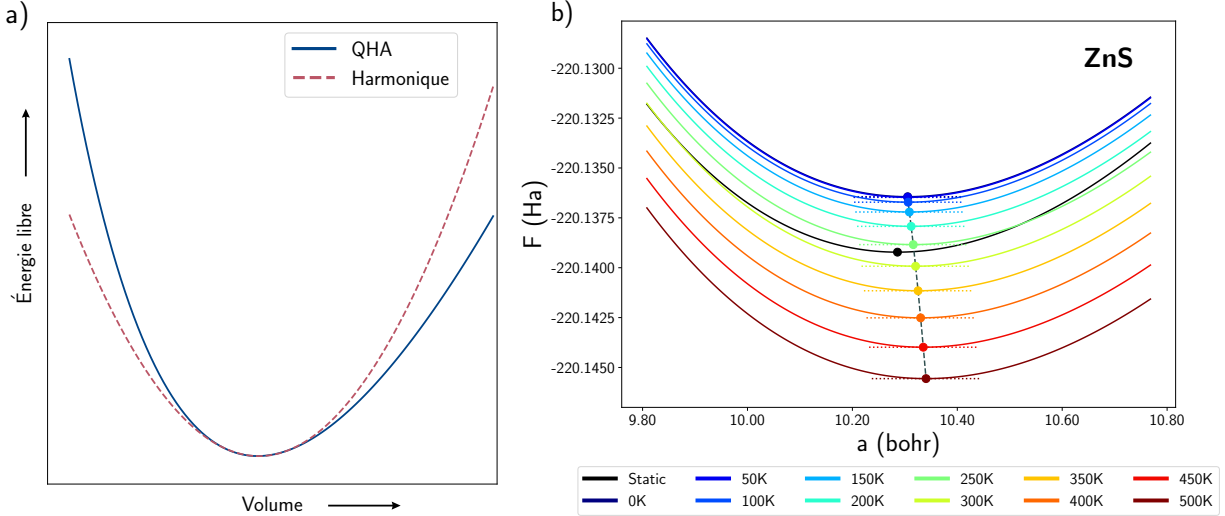 a)
QHA
Harmonique
Énergie libre
Volume
b)
ZnS
F (Ha)
-220.1300
-220.1325
-220.1350
-220.1375
-220.1400
-220.1425
-220.1450
9.80 10.00 10.20 10.40 10.60 10.80
a (bohr)
Static 50K 150K 250K 350K 450K
0K 100K 200K 300K 400K 500K